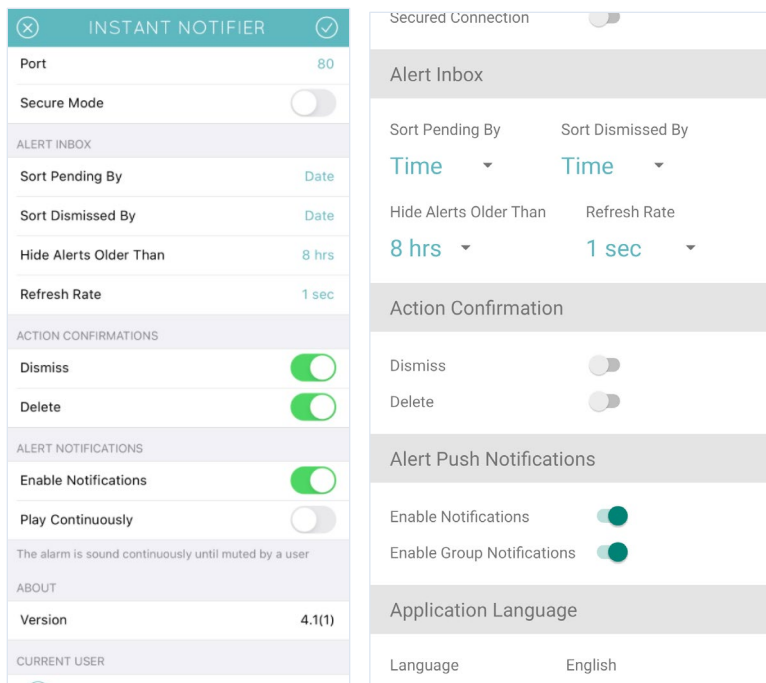 INSTANT NOTIFIER
Port 80
Secure Mode
ALERT INBOX
Sort Pending By Date
Sort Dismissed By Date
Hide Alerts Older Than 8 hrs
Refresh Rate 1 sec
ACTION CONFIRMATIONS
Dismiss
Delete
ALERT NOTIFICATIONS
Enable Notifications
Play Continuously
The alarm is sound continuously until muted by a user
ABOUT
Version 4.1(1)
CURRENT USER
Secured Connection
Alert Inbox
Sort Pending By Sort Dismissed By
Time Time
Hide Alerts Older Than Refresh Rate
8 hrs 1 sec
Action Confirmation
Dismiss
Delete
Alert Push Notifications
Enable Notifications
Enable Group Notifications
Application Language
Language English